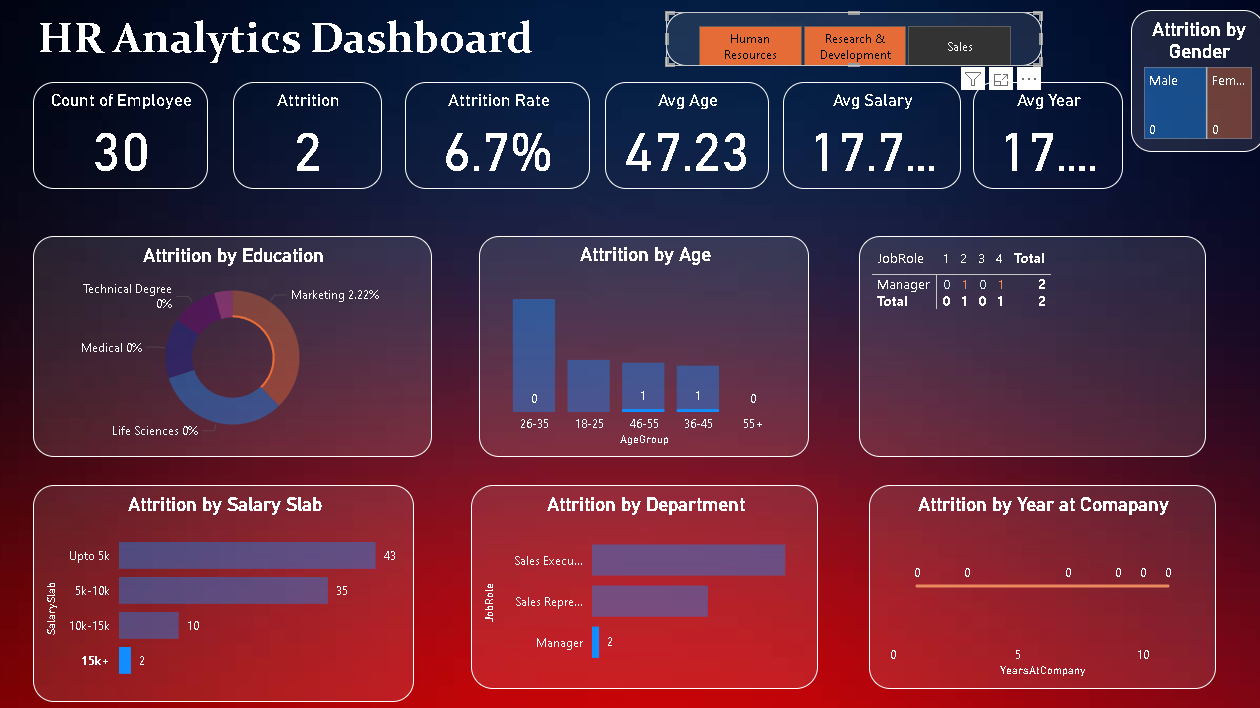 HR Analytics Dashboard
Human
Resources
Research &
Development
Sales
Attrition by
Gender
Male
Fem...
0
0
Count of Employee
30
Attrition
2
Attrition Rate
6.7%
Avg Age
47.23
Avg Salary
17.7...
Avg Year
17....
Attrition by Education
Technical Degree
0%
Marketing 2.22%
Medical 0%
Life Sciences 0%
Attrition by Age
0
1
1
0
26-35
18-25
46-55
36-45
55+
AgeGroup
JobRole 1 2 3 4 Total
Manager 0 1 0 1 2
Total 0 1 0 1 2
Attrition by Salary Slab
SalarySlab
Upto 5k 43
5k-10k 35
10k-15k 10
15k+ 2
Attrition by Department
JobRole
Sales Execu...
Sales Repre...
Manager 2
Attrition by Year at Comapany
0 0 0 0 0 0
0 5 10
YearsAtCompany